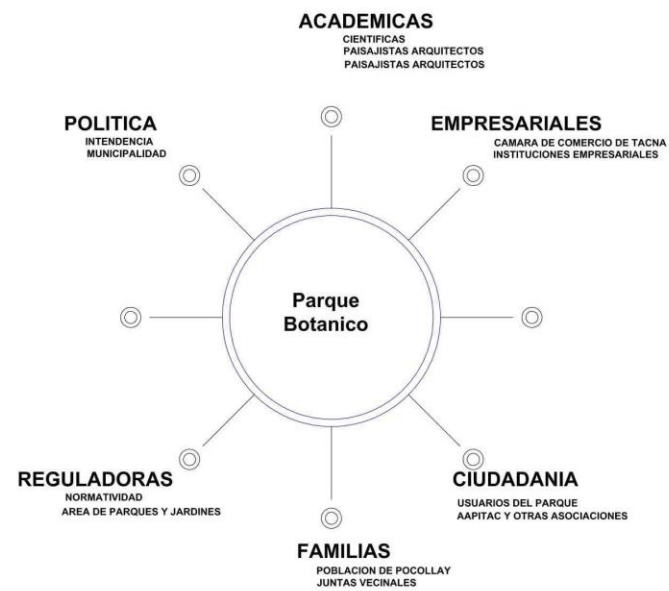 ACADEMICAS
CIENTIFICAS
PAISAJISTAS ARQUITECTOS
PAISAJISTAS ARQUITECTOS
POLITICA
INTENDENCIA
MUNICIPALIDAD
EMPRESARIALES
CAMARA DE COMERCIO DE TACNA
INSTITUCIONES EMPRESARIALES
Parque
Botanico
REGULADORAS
NORMATIVIDAD
AREA DE PARQUES Y JARDINES
CIUDADANIA
USUARIOS DEL PARQUE
AAPITAC Y OTRAS ASOCIACIONES
FAMILIAS
POBLACION DE POCOLLAY
JUNTAS VECINALES